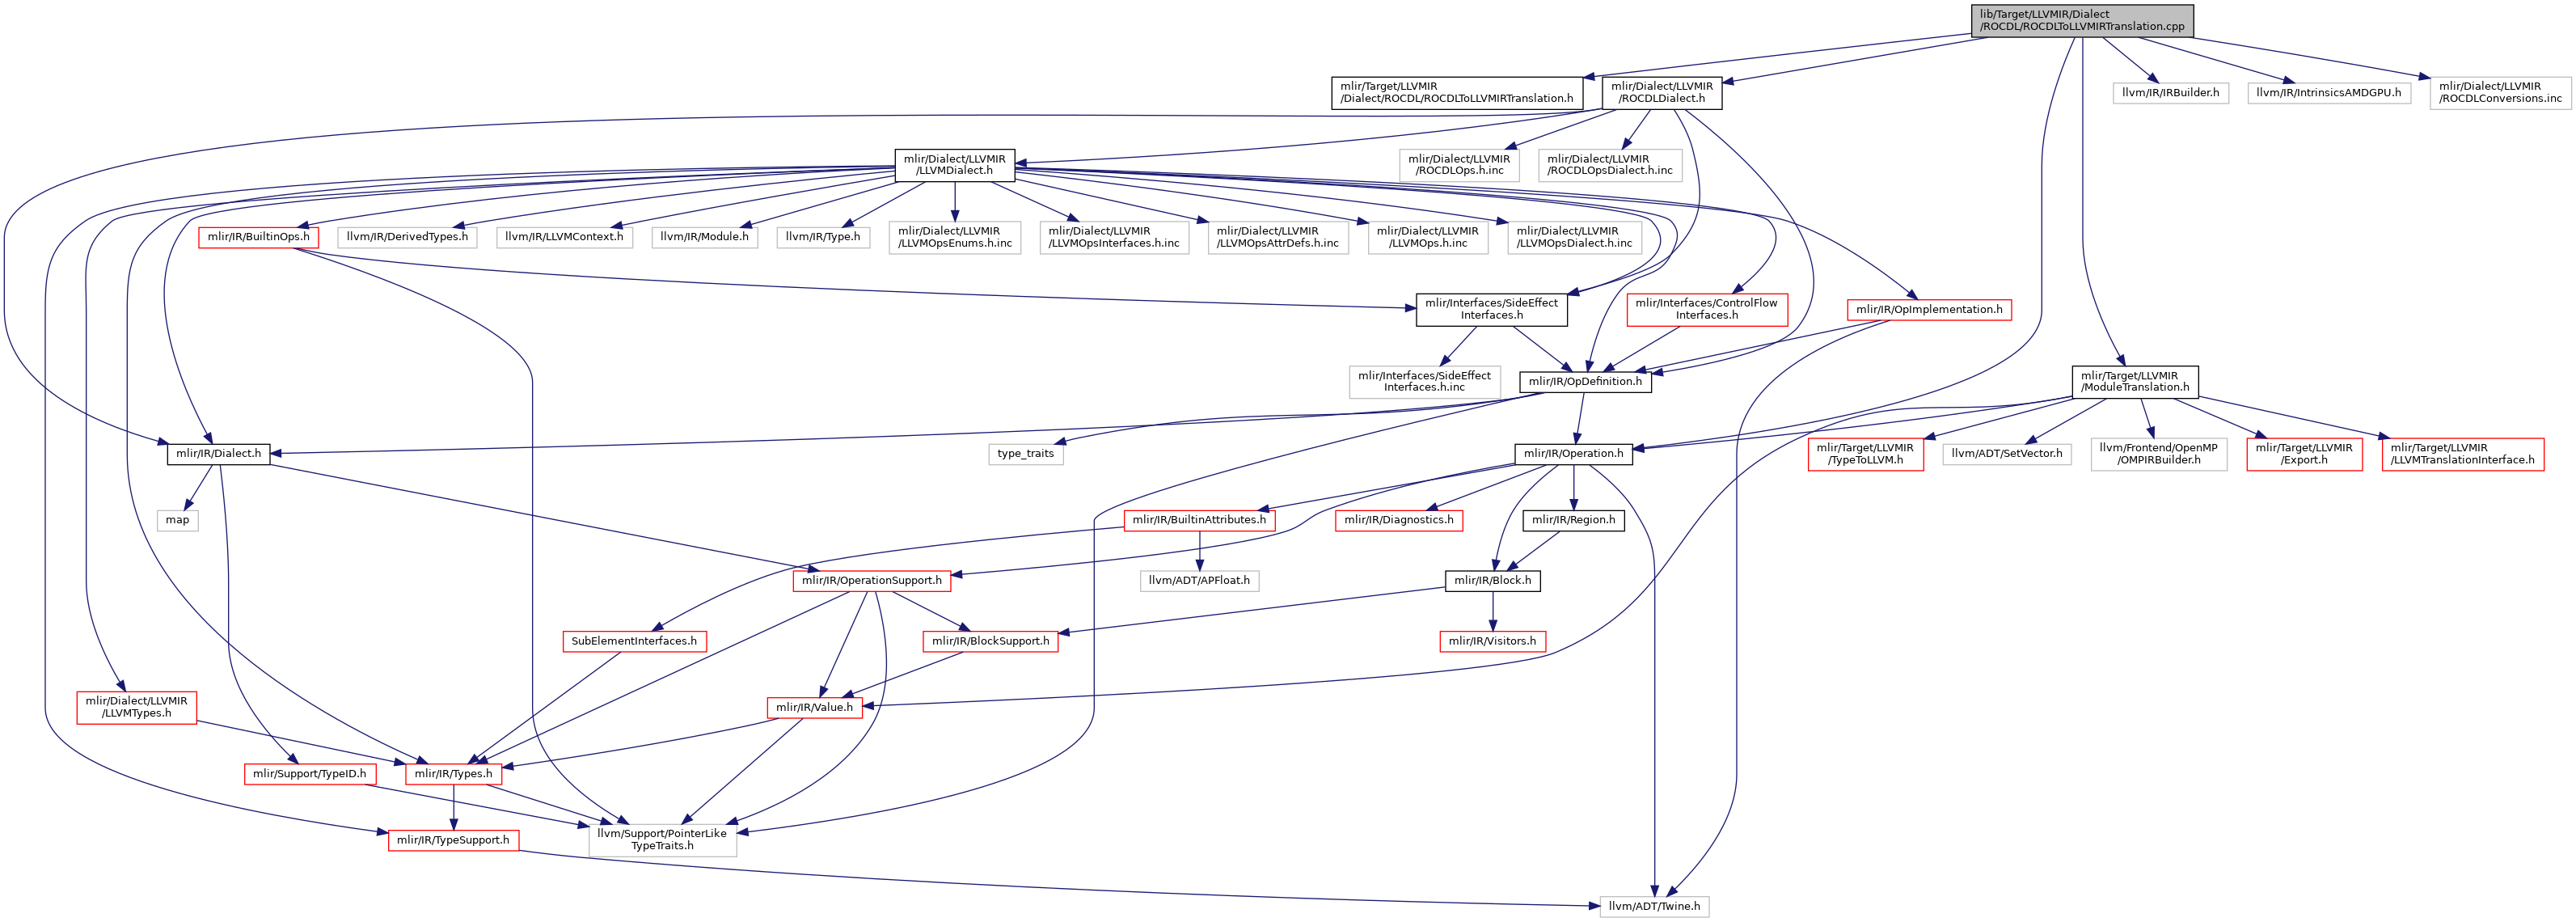 lib/Target/LLVMIR/Dialect
/ROCDL/ROCDLToLLVMIRTranslation.cpp
mlir/Target/LLVMIR
/Dialect/ROCDL/ROCDLToLLVMIRTranslation.h
mlir/Dialect/LLVMIR
/ROCDLDialect.h
llvm/IR/IRBuilder.h
llvm/IR/IntrinsicsAMDGPU.h
mlir/Dialect/LLVMIR
/ROCDLConversions.inc
mlir/Dialect/LLVMIR
/LLVMDialect.h
mlir/Dialect/LLVMIR
/ROCDLOps.h.inc
mlir/Dialect/LLVMIR
/ROCDLOpsDialect.h.inc
mlir/IR/BuiltinOps.h
llvm/IR/DerivedTypes.h
llvm/IR/LLVMContext.h
llvm/IR/Module.h
llvm/IR/Type.h
mlir/Dialect/LLVMIR
/LLVMOpsEnums.h.inc
mlir/Dialect/LLVMIR
/LLVMOpsInterfaces.h.inc
mlir/Dialect/LLVMIR
/LLVMOpsAttrDefs.h.inc
mlir/Dialect/LLVMIR
/LLVMOps.h.inc
mlir/Dialect/LLVMIR
/LLVMOpsDialect.h.inc
mlir/Interfaces/SideEffect
Interfaces.h
mlir/Interfaces/ControlFlow
Interfaces.h
mlir/IR/OpImplementation.h
mlir/Interfaces/SideEffect
Interfaces.h.inc
mlir/IR/OpDefinition.h
mlir/Target/LLVMIR
/ModuleTranslation.h
mlir/IR/Dialect.h
type_traits
mlir/IR/Operation.h
mlir/Target/LLVMIR
/TypeToLLVM.h
llvm/ADT/SetVector.h
llvm/Frontend/OpenMP
/OMPIRBuilder.h
mlir/Target/LLVMIR
/Export.h
mlir/Target/LLVMIR
/LLVMTranslationInterface.h
map
mlir/IR/BuiltinAttributes.h
mlir/IR/Diagnostics.h
mlir/IR/Region.h
mlir/IR/OperationSupport.h
llvm/ADT/APFloat.h
mlir/IR/Block.h
SubElementInterfaces.h
mlir/IR/BlockSupport.h
mlir/IR/Visitors.h
mlir/Dialect/LLVMIR
/LLVMTypes.h
mlir/IR/Value.h
mlir/Support/TypeID.h
mlir/IR/Types.h
mlir/IR/TypeSupport.h
llvm/Support/PointerLike
TypeTraits.h
llvm/ADT/Twine.h